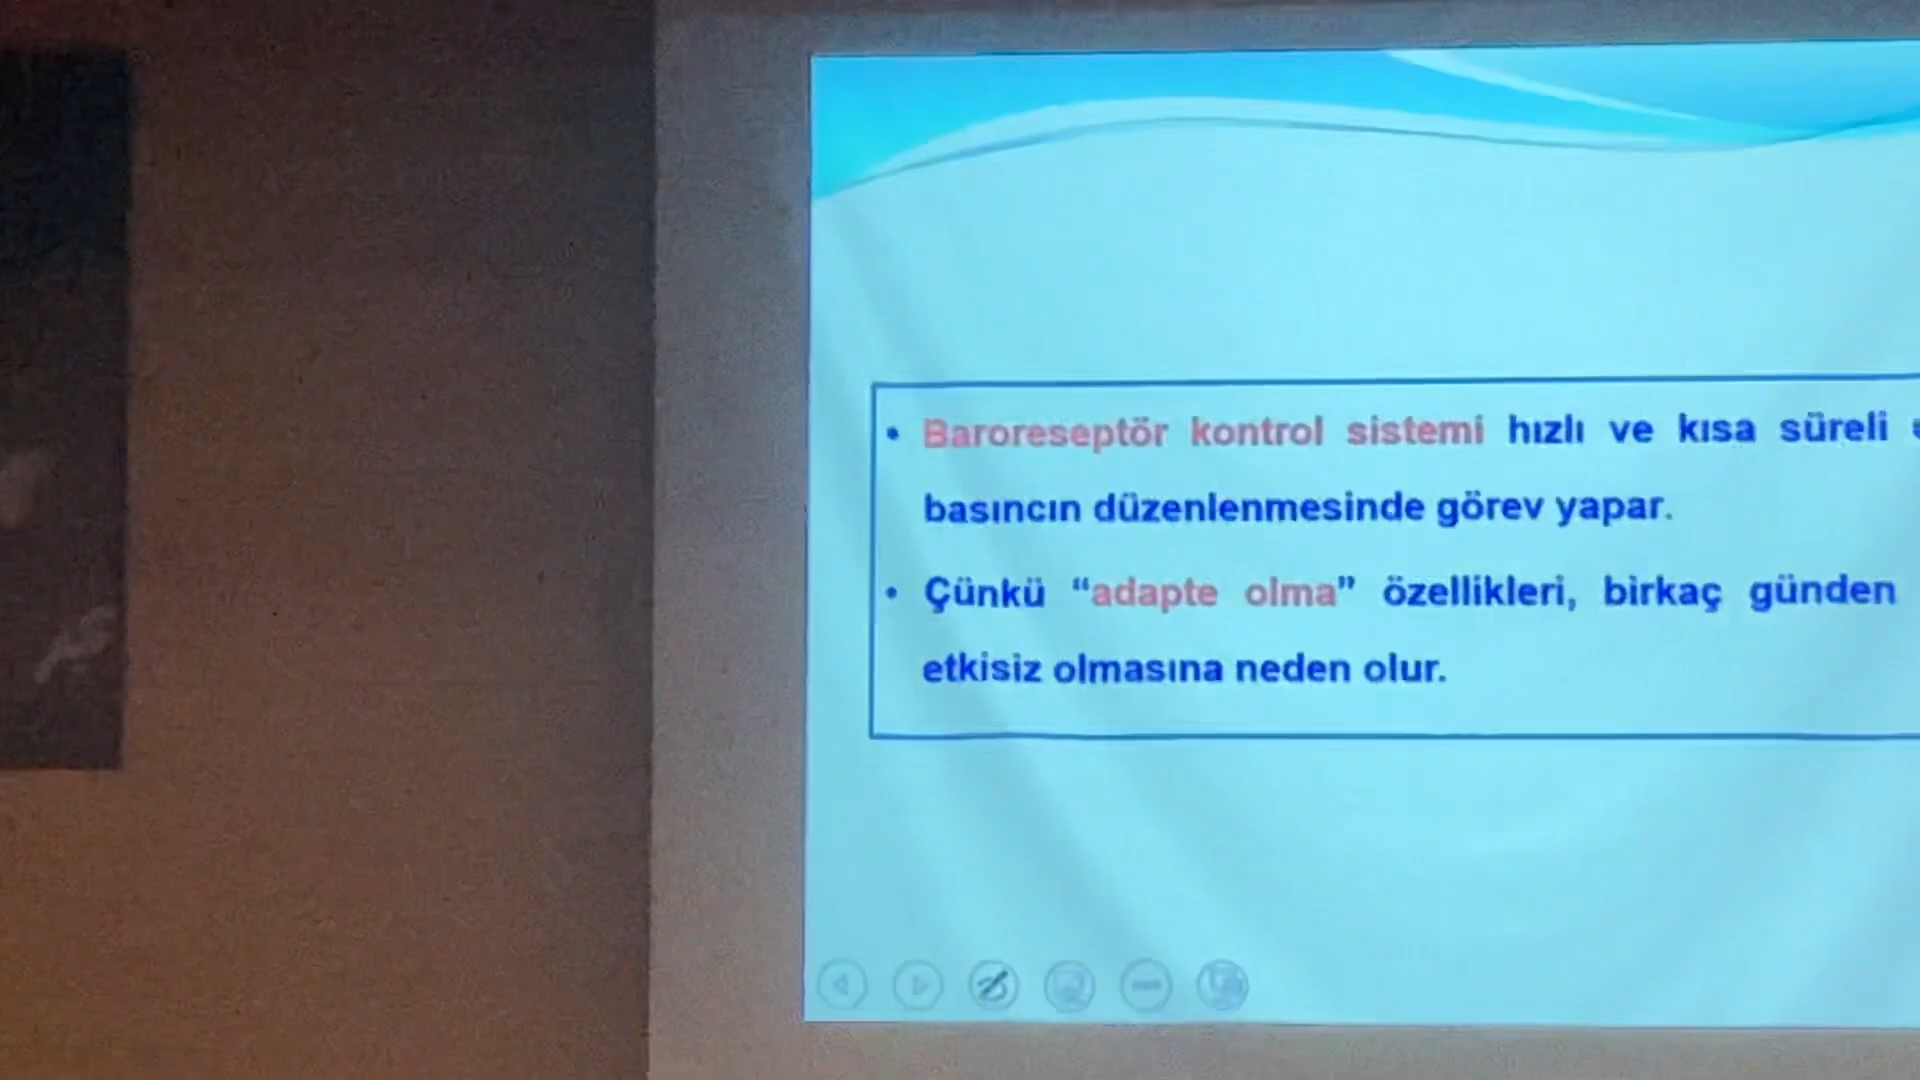 • Baroreseptör kontrol sistemi hızlı ve kısa süreli
basıncın düzenlenmesinde görev yapar.
• Çünkü “adapte olma” özellikleri, birkaç günden
etkisiz olmasına neden olur.